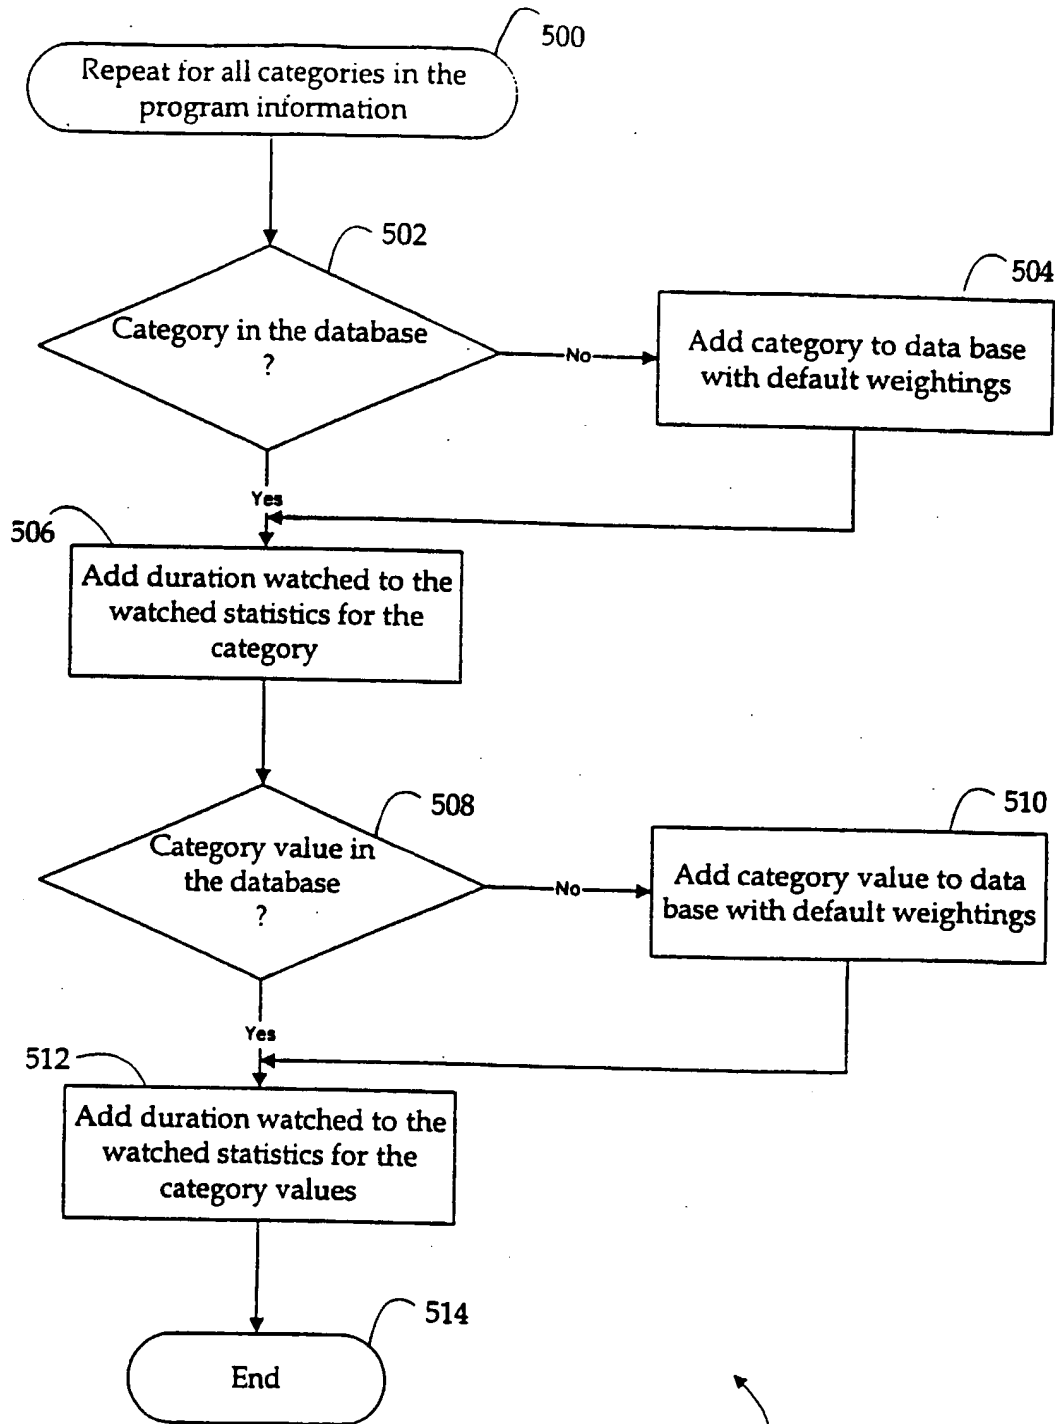 500
Repeat for all categories in the
program information
502
Category in the database
?
No
504
Add category to data base
with default weightings
Yes
506
Add duration watched to the
watched statistics for the
category
508
Category value in
the database
?
No
510
Add category value to data
base with default weightings
Yes
512
Add duration watched to the
watched statistics for the
category values
514
End